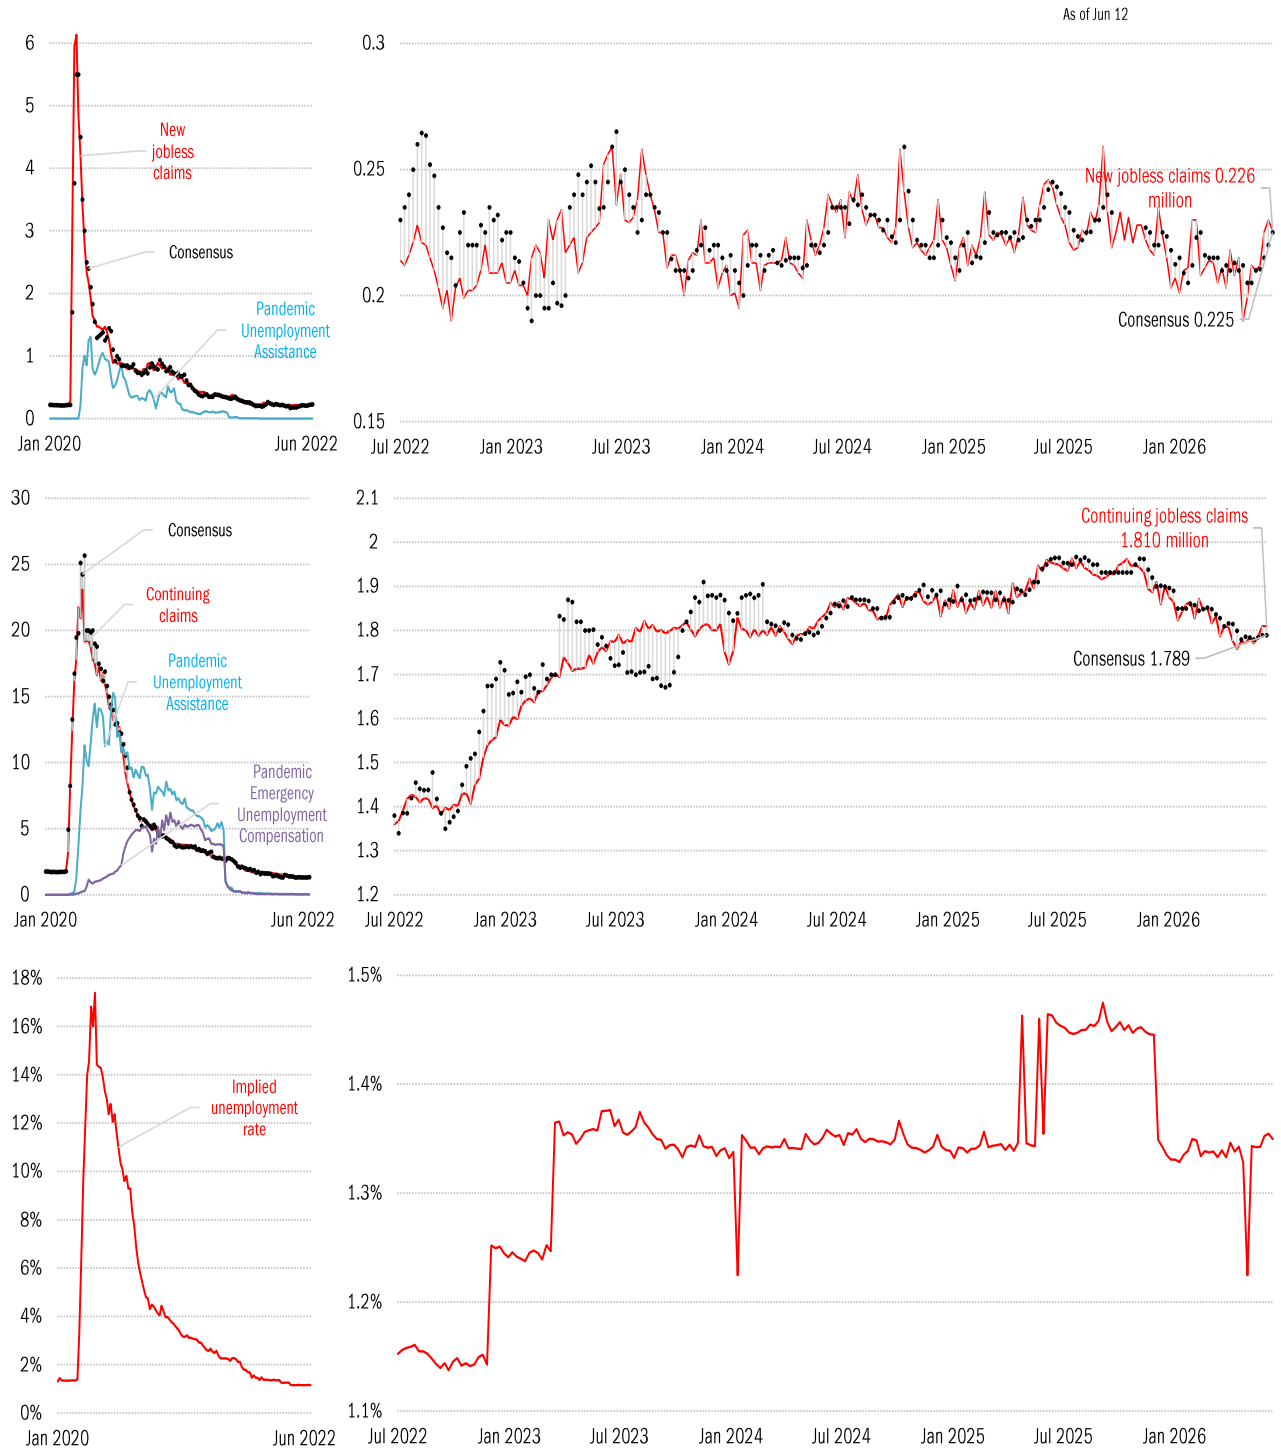 As of Jun 12
6
5
4
3
2
1
0
New
jobless
claims
Consensus
Pandemic
Unemployment
Assistance
Jan 2020
Jun 2022
0.3
0.25
0.2
0.15
New jobless claims 0.226
million
Consensus 0.225
Jul 2022
Jan 2023
Jul 2023
Jan 2024
Jul 2024
Jan 2025
Jul 2025
Jan 2026
30
25
20
15
10
5
0
Consensus
Continuing
claims
Pandemic
Unemployment
Assistance
Pandemic
Emergency
Unemployment
Compensation
Jan 2020
Jun 2022
2.1
2
1.9
1.8
1.7
1.6
1.5
1.4
1.3
1.2
Continuing jobless claims
1.810 million
Consensus 1.789
Jul 2022
Jan 2023
Jul 2023
Jan 2024
Jul 2024
Jan 2025
Jul 2025
Jan 2026
18%
16%
14%
12%
10%
8%
6%
4%
2%
0%
Implied
unemployment
rate
Jan 2020
Jun 2022
1.5%
1.4%
1.3%
1.2%
1.1%
Jul 2022
Jan 2023
Jul 2023
Jan 2024
Jul 2024
Jan 2025
Jul 2025
Jan 2026